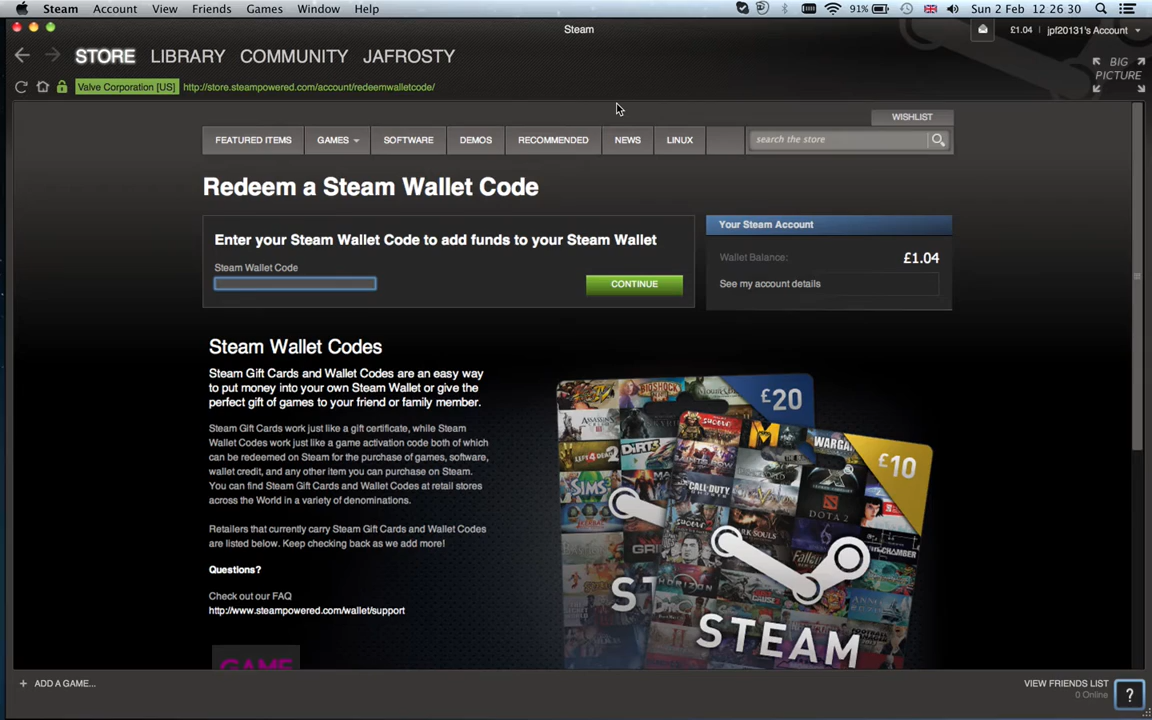 Steam Account View Friends Games Window Help 91% Sun 2 Feb 12 26 30
Steam
£1.04 jpf20131's Account
STORE LIBRARY COMMUNITY JAFROSTY
BIG PICTURE
Valve Corporation [US] http://store.steampowered.com/account/redeemwalletcode/
WISHLIST
FEATURED ITEMS GAMES SOFTWARE DEMOS RECOMMENDED NEWS LINUX search the store
Redeem a Steam Wallet Code
Enter your Steam Wallet Code to add funds to your Steam Wallet
Steam Wallet Code
CONTINUE
Your Steam Account
Wallet Balance: £1.04
See my account details
Steam Wallet Codes
Steam Gift Cards and Wallet Codes are an easy way
to put money into your own Steam Wallet or give the
perfect gift of games to your friend or family member.
Steam Gift Cards work just like a gift certificate, while Steam
Wallet Codes work just like a game activation code both of which
can be redeemed on Steam for the purchase of games, software,
wallet credit, and any other item you can purchase on Steam.
You can find Steam Gift Cards and Wallet Codes at retail stores
across the World in a variety of denominations.
Retailers that currently carry Steam Gift Cards and Wallet Codes
are listed below. Keep checking back as we add more!
Questions?
Check out our FAQ
http://www.steampowered.com/wallet/support
GAME
£20
£10
BIOSHOCK
DIRT3
LEFT4DEAD2
SIMS
CALL OF DUTY
DOTA 2
HORIZON
STEAM
+ ADD A GAME...
VIEW FRIENDS LIST
0 Online
?